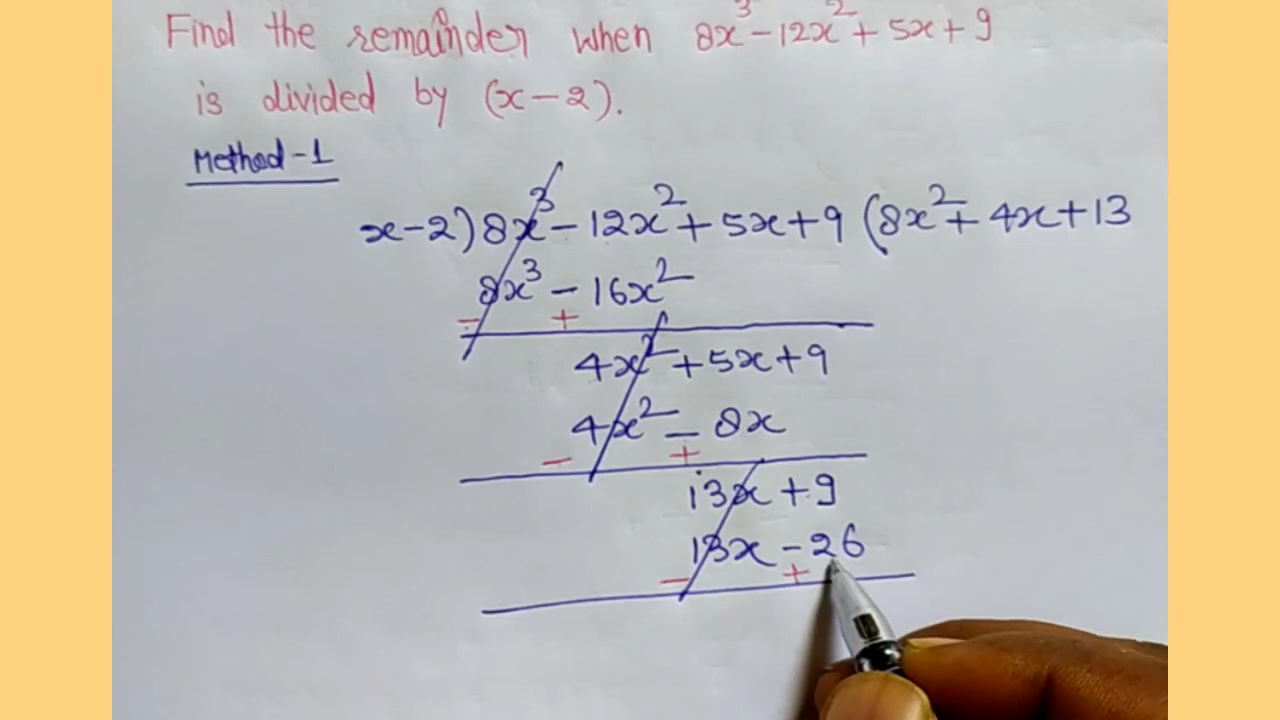 Find the remainder when 8x³ - 12x² + 5x + 9
is divided by (x - 2).
Method - 1
x - 2) 8x³ - 12x² + 5x + 9 (8x² + 4x + 13
8x³ - 16x²
- +
4x² + 5x + 9
4x² - 8x
- +
13x + 9
13x - 26
- +